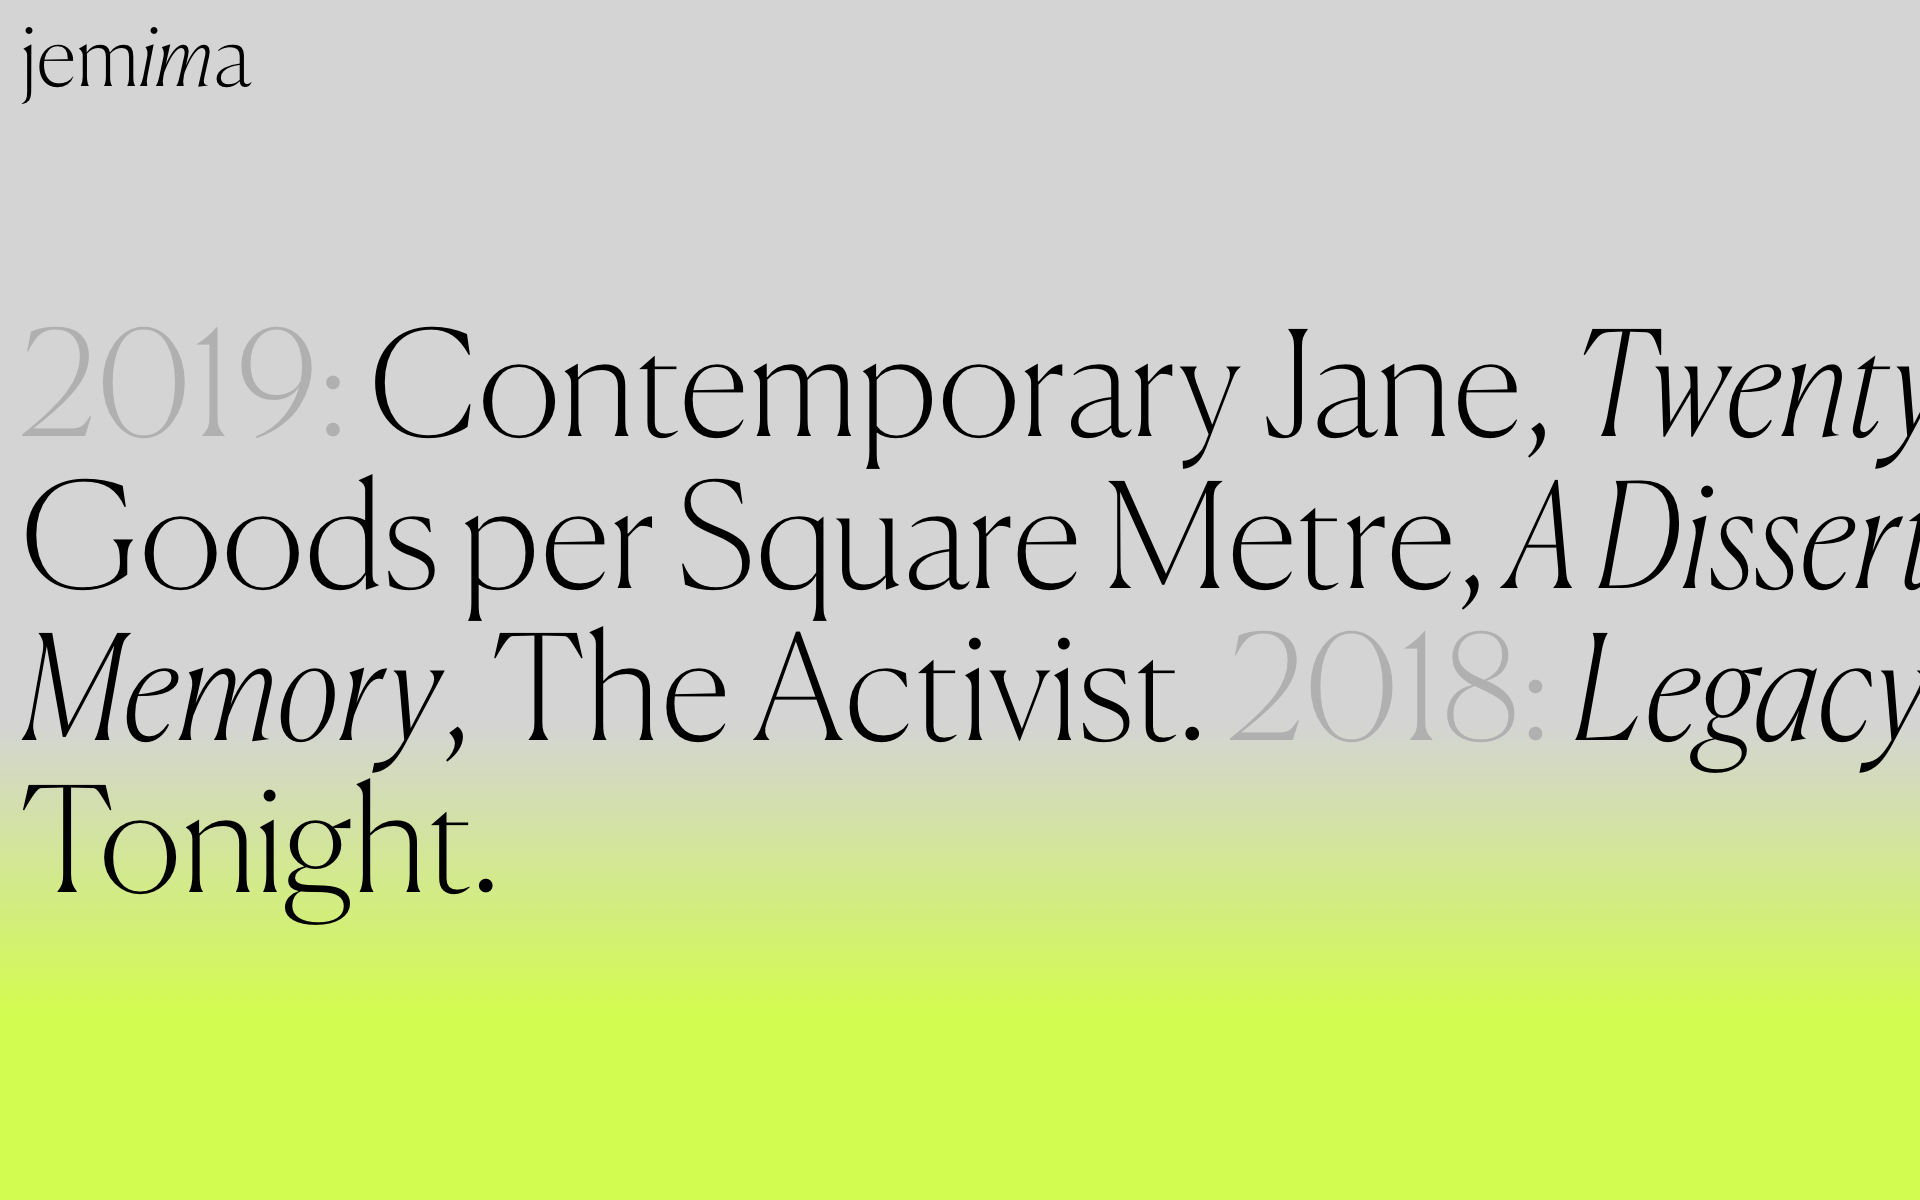 jemima
2019: Contemporary Jane, Twenty
Goods per Square Metre, A Dissert
Memory, The Activist. 2018: Legacy
Tonight.